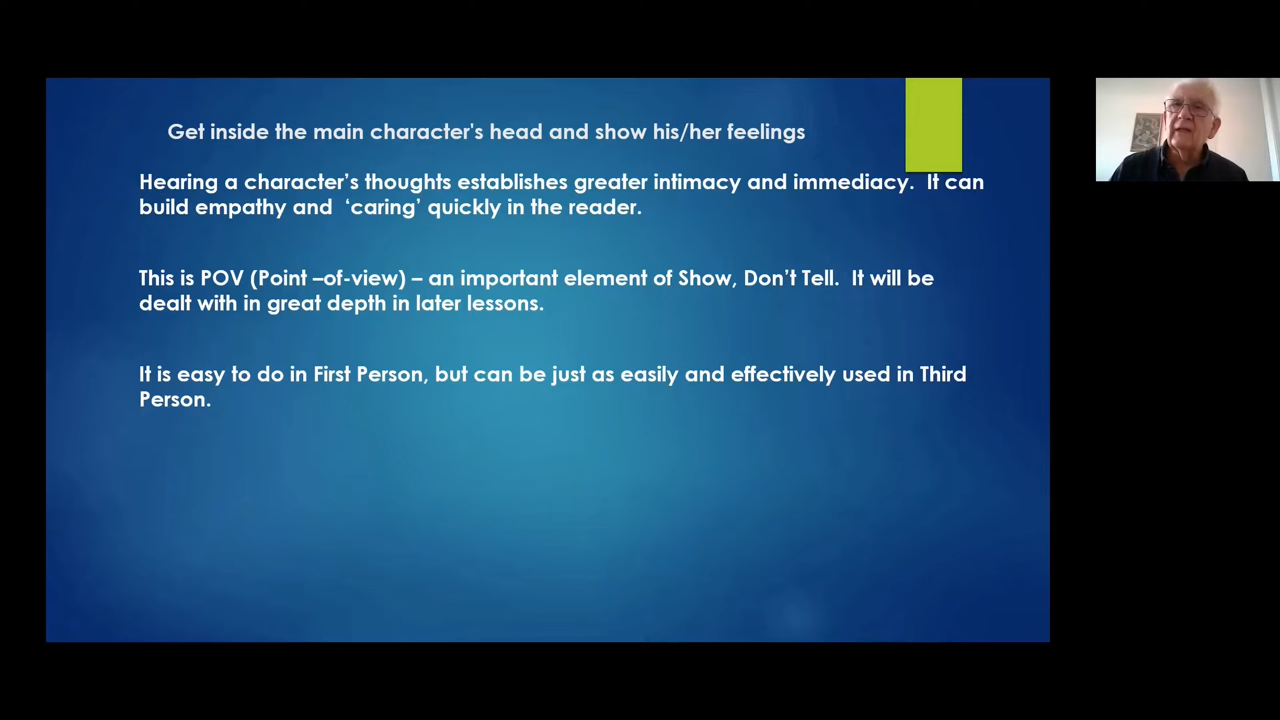 Get inside the main character's head and show his/her feelings
Hearing a character’s thoughts establishes greater intimacy and immediacy.  It can
build empathy and  ‘caring’ quickly in the reader.
This is POV (Point –of-view) – an important element of Show, Don’t Tell.  It will be
dealt with in great depth in later lessons.
It is easy to do in First Person, but can be just as easily and effectively used in Third
Person.